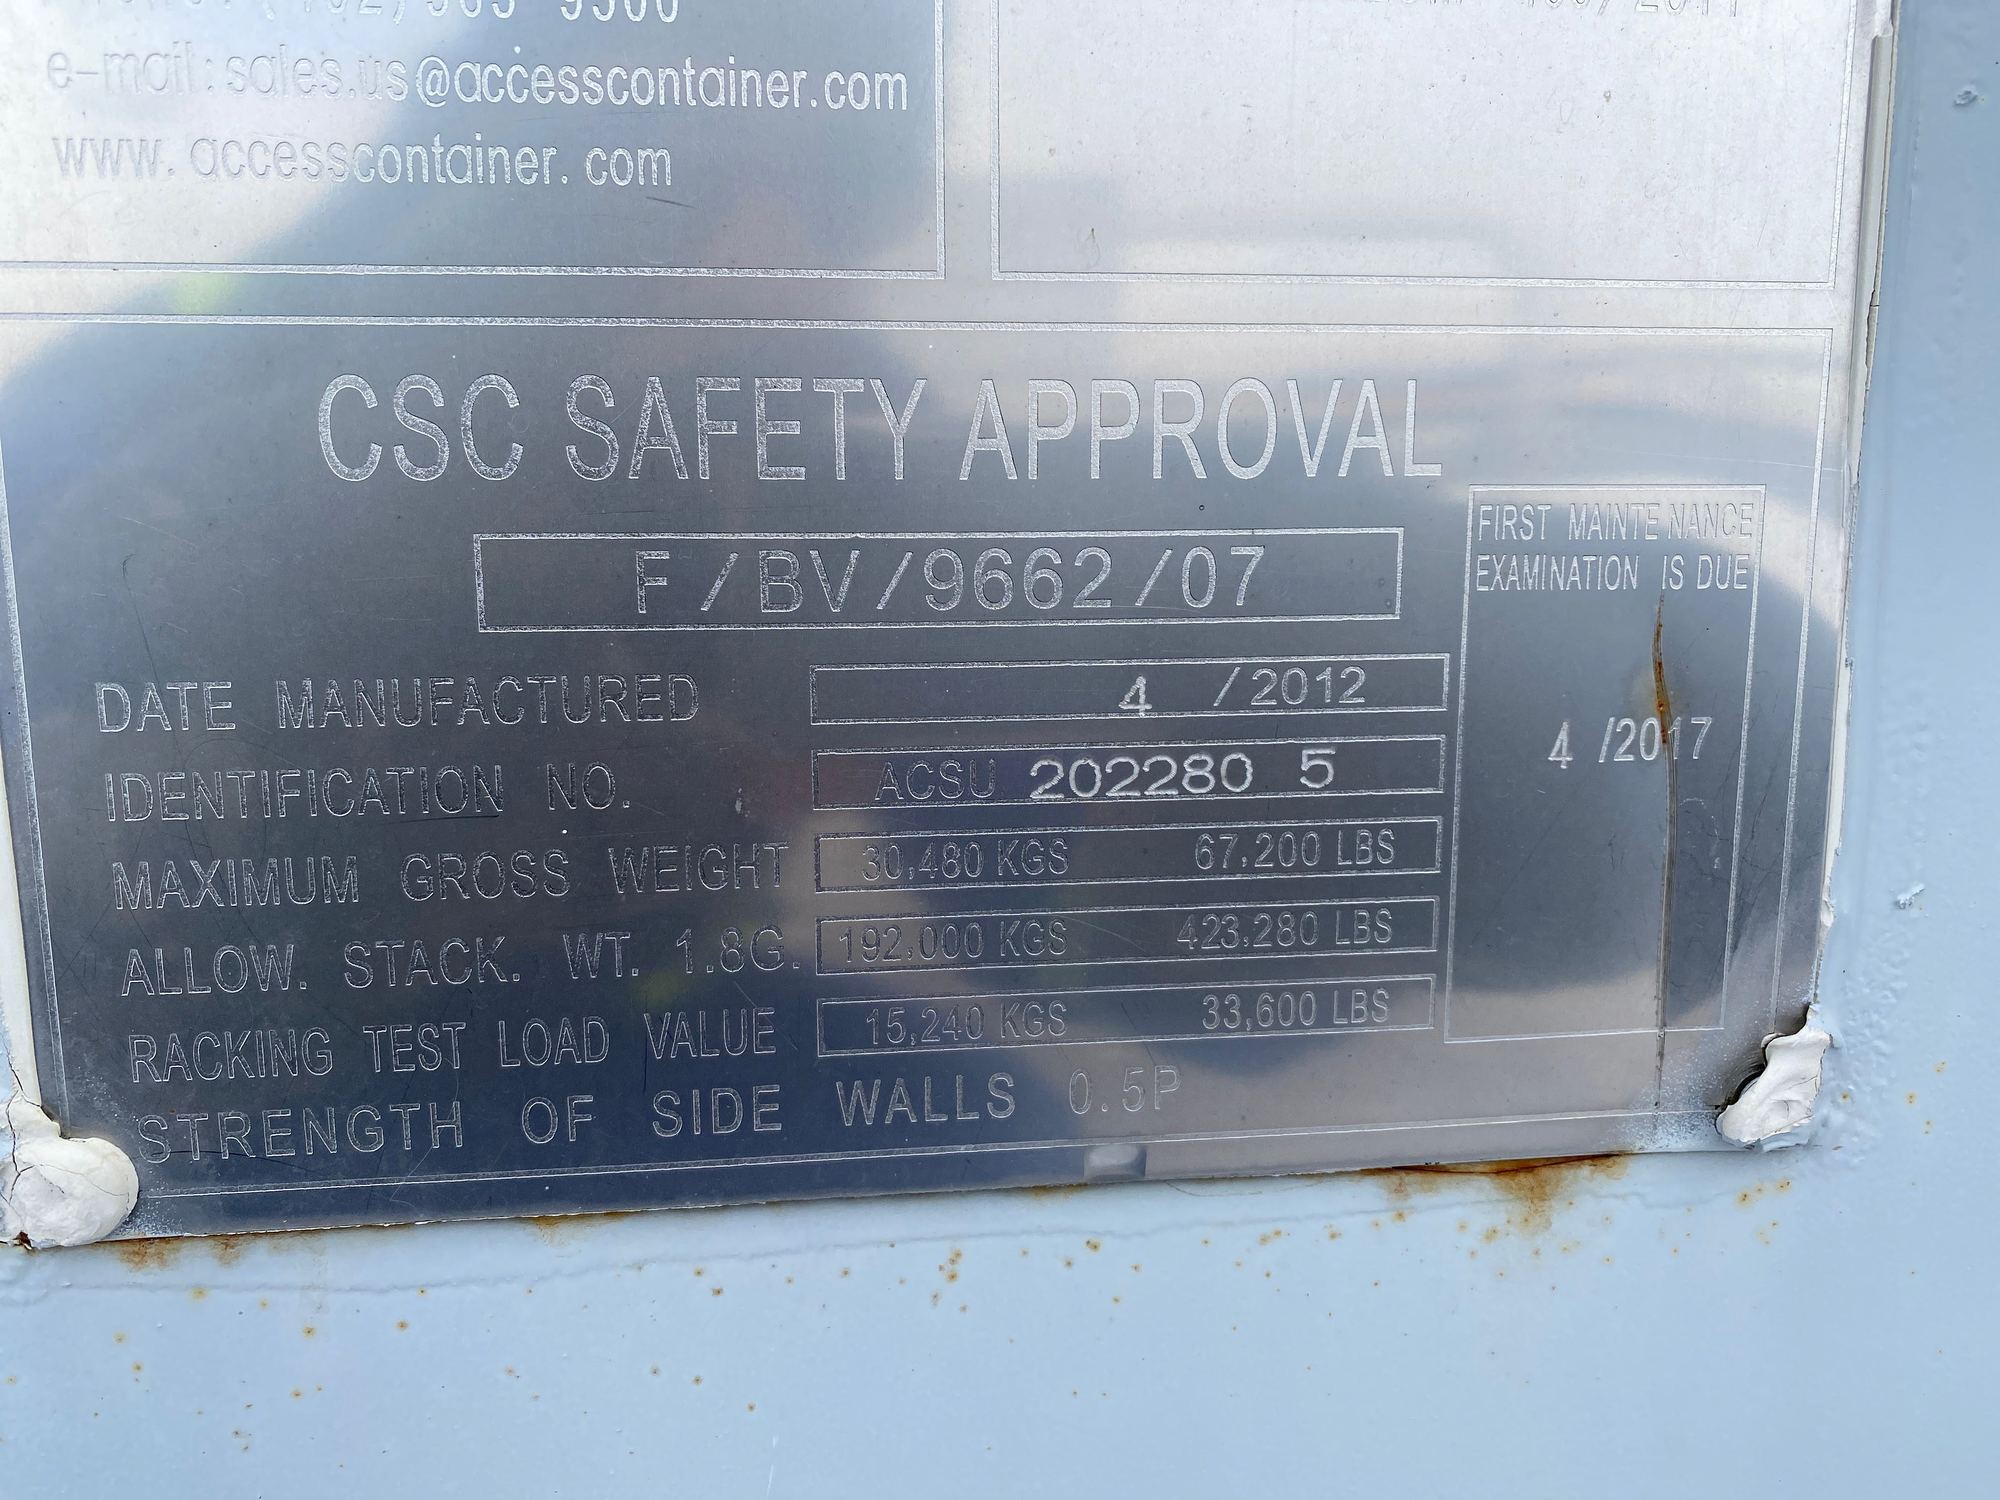 9300
e-mail: sales.us@accesscontainer.com
www. accesscontainer. com
CSC SAFETY APPROVAL
F/BV/9662/07
FIRST MAINTENANCE
EXAMINATION IS DUE
4 /2017
DATE MANUFACTURED 4 /2012
IDENTIFICATION NO. ACSU 202280 5
MAXIMUM GROSS WEIGHT 30,480 KGS 67,200 LBS
ALLOW. STACK. WT. 1.8G. 192,000 KGS 423,280 LBS
RACKING TEST LOAD VALUE 15,240 KGS 33,600 LBS
STRENGTH OF SIDE WALLS 0.5P